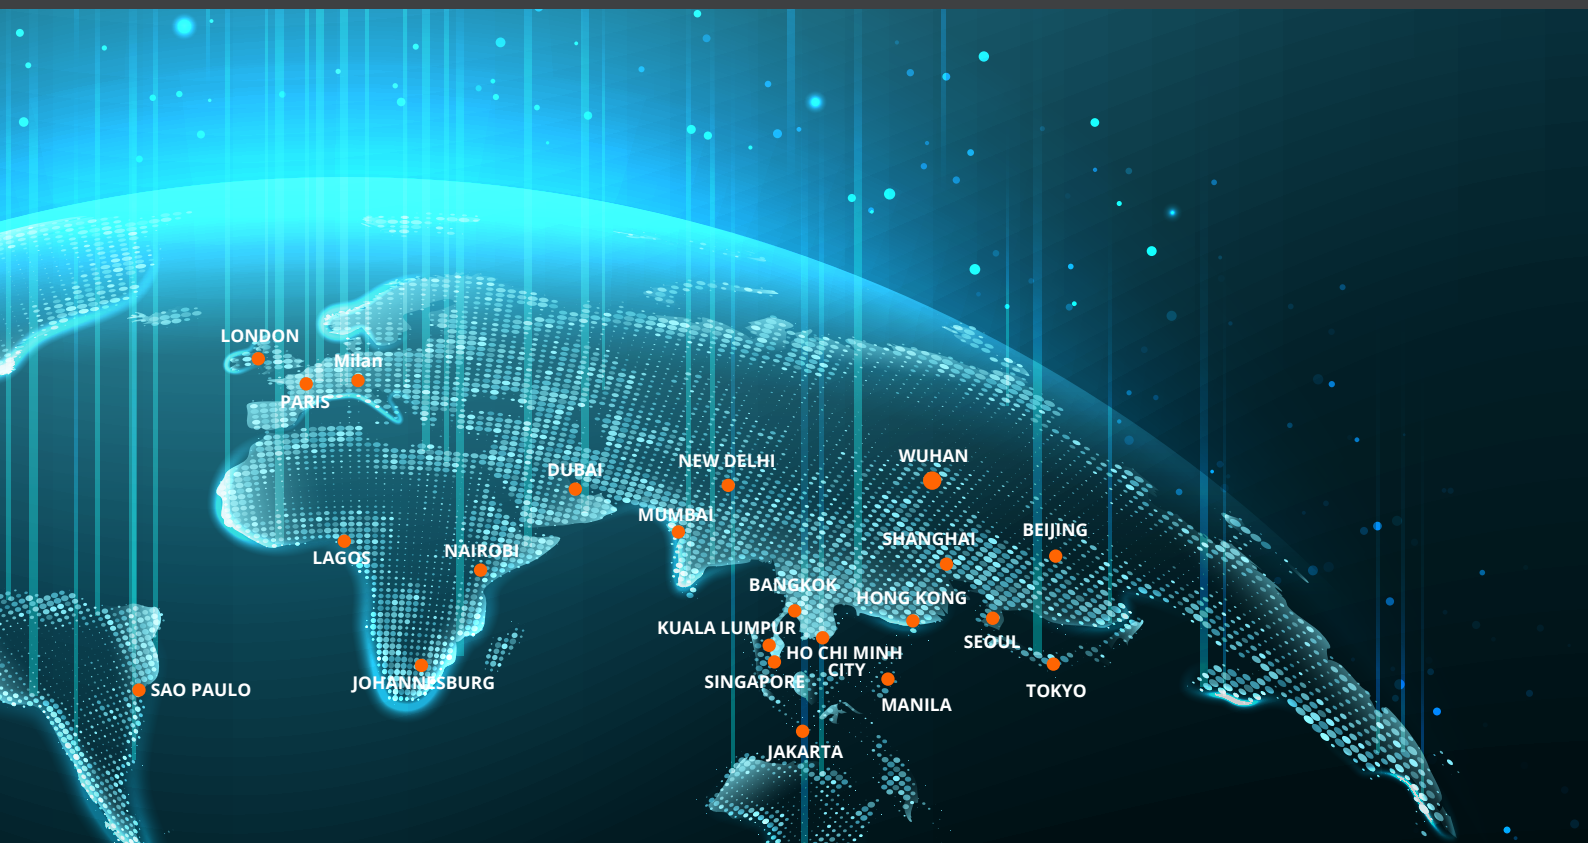 LONDON
Milan
PARIS
WUHAN
NEW DELHI
DUBAI
MUMBAI
BEIJING
SHANGHAI
LAGOS
NAIROBI
BANGKOK
HONG KONG
KUALA LUMPUR
SEOUL
HO CHI MINH
CITY
SINGAPORE
JOHANNESBURG
SAO PAULO
TOKYO
MANILA
JAKARTA